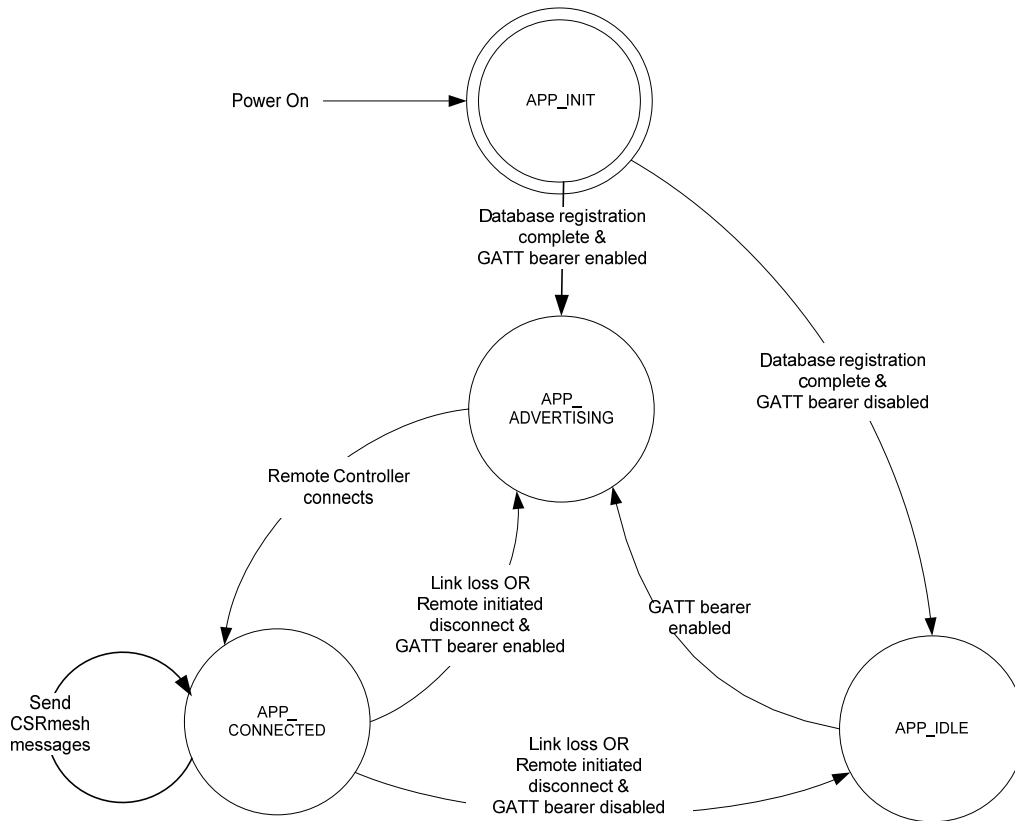 Power On
APP_INIT
Database registration
complete &
GATT bearer enabled
Database registration
complete &
GATT bearer disabled
APP_
ADVERTISING
Remote Controller
connects
Link loss OR
Remote initiated
disconnect &
GATT bearer enabled
GATT bearer
enabled
Send
CSRmesh
messages
APP_
CONNECTED
APP_IDLE
Link loss OR
Remote initiated
disconnect &
GATT bearer disabled